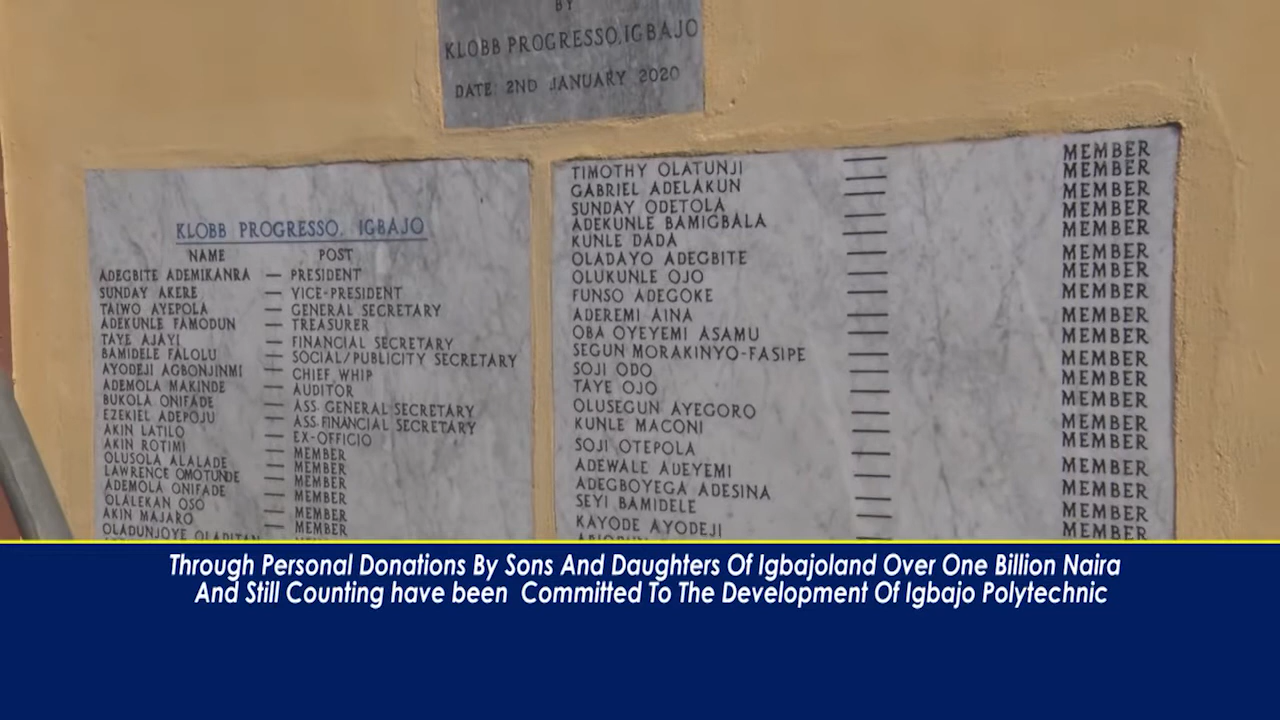 BY
KLOBB PROGRESSO, IGBAJO
DATE: 2ND JANUARY 2020
KLOBB PROGRESSO, IGBAJO
NAME POST
ADEGBITE ADEMIKANRA — PRESIDENT
SUNDAY AKERE — VICE-PRESIDENT
TAIWO AYEPOLA — GENERAL SECRETARY
ADEKUNLE FAMODUN — TREASURER
TAYE AJAYI — FINANCIAL SECRETARY
BAMIDELE FALOLU — SOCIAL/PUBLICITY SECRETARY
AYODEJI AGBONJINMI — CHIEF WHIP
ADEMOLA MAKINDE — AUDITOR
BUKOLA ONIFADE — ASS. GENERAL SECRETARY
EZEKIEL ADEPOJU — ASS. FINANCIAL SECRETARY
AKIN LATILO — EX-OFFICIO
AKIN ROTIMI — MEMBER
OLUSOLA ALALADE — MEMBER
LAWRENCE OMOTUNDE — MEMBER
ADEMOLA ONIFADE — MEMBER
OLALEKAN OSO — MEMBER
AKIN MAJARO — MEMBER
OLADUNJOYE OLADITAN
TIMOTHY OLATUNJI — MEMBER
GABRIEL ADELAKUN — MEMBER
SUNDAY ODETOLA — MEMBER
ADEKUNLE BAMIGBALA — MEMBER
KUNLE DADA — MEMBER
OLADAYO ADEGBITE — MEMBER
OLUKUNLE OJO — MEMBER
FUNSO ADEGOKE — MEMBER
ADEREMI AINA — MEMBER
OBA OYEYEMI ASAMU — MEMBER
SEGUN MORAKINYO-FASIPE — MEMBER
SOJI ODO — MEMBER
TAYE OJO — MEMBER
OLUSEGUN AYEGORO — MEMBER
KUNLE MACONI — MEMBER
SOJI OTEPOLA — MEMBER
ADEWALE ADEYEMI — MEMBER
ADEGBOYEGA ADESINA — MEMBER
SEYI BAMIDELE — MEMBER
KAYODE AYODEJI — MEMBER
Through Personal Donations By Sons And Daughters Of Igbajoland Over One Billion Naira
And Still Counting have been Committed To The Development Of Igbajo Polytechnic